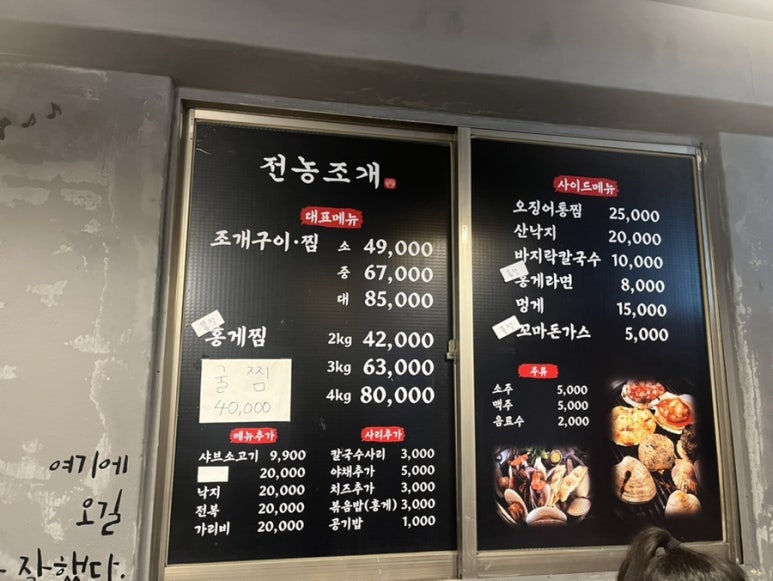 전농조개
대표메뉴
조개구이·찜 소 49,000
중 67,000
대 85,000
홍게찜 2kg 42,000
3kg 63,000
4kg 80,000
굴 찜
40,000
메뉴추가
샤브소고기 9,900
20,000
낙지 20,000
전복 20,000
가리비 20,000
사리추가
칼국수사리 3,000
야채추가 5,000
치즈추가 3,000
볶음밥(홍게) 3,000
공기밥 1,000
사이드메뉴
오징어통찜 25,000
산낙지 20,000
바지락칼국수 10,000
홍게라면 8,000
멍게 15,000
꼬마돈가스 5,000
주류
소주 5,000
맥주 5,000
음료수 2,000
여기에
오길
잘했다.